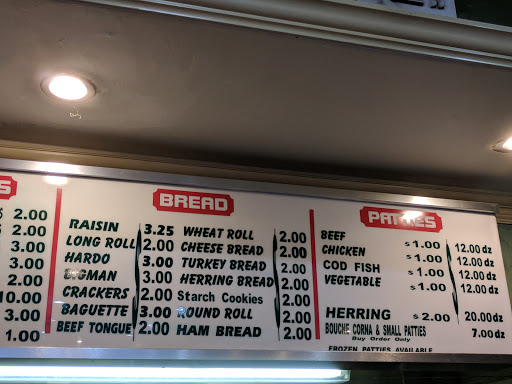 S BREAD PATTIES
2.00 RAISIN 3.25 WHEAT ROLL 2.00 BEEF $1.00 12.00 dz
2.00 LONG ROLL 2.00 CHEESE BREAD 2.00 CHICKEN $1.00 12.00 dz
3.00 HARDO 3.00 TURKEY BREAD 2.00 COD FISH $1.00 12.00 dz
3.00 BIGMAN 2.00 HERRING BREAD 2.00 VEGETABLE $1.00 12.00 dz
2.00 CRACKERS 2.00 Starch Cookies 2.00
10.00 BAGUETTE 3.00 ROUND ROLL 2.00 HERRING $2.00 20.00 dz
3.00 BEEF TONGUE 2.00 HAM BREAD 2.00 BOUCHE CORNA & SMALL PATTIES 7.00 dz
1.00 Buy Order Only
FROZEN PATTIES AVAILABLE